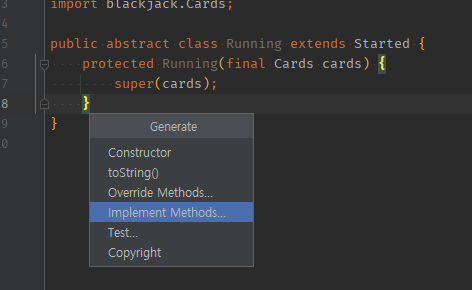 3 import blackjack.Cards;
4
5 public abstract class Running extends Started {
6 protected Running(final Cards cards) {
7 super(cards);
8 }
9 }
10
Generate
Constructor
toString()
Override Methods...
Implement Methods...
Test...
Copyright